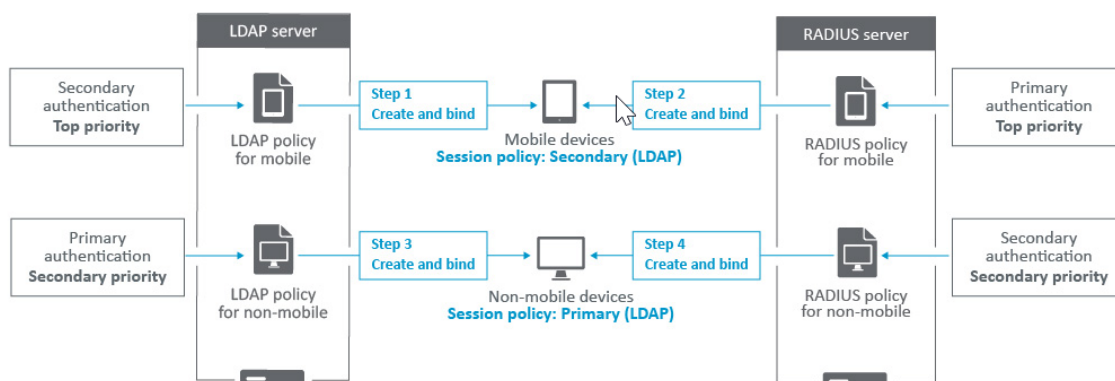 LDAP server
RADIUS server
Secondary
authentication
Top priority
LDAP policy
for mobile
Step 1
Create and bind
Mobile devices
Session policy: Secondary (LDAP)
Step 2
Create and bind
RADIUS policy
for mobile
Primary
authentication
Top priority
Primary
authentication
Secondary priority
LDAP policy
for non-mobile
Step 3
Create and bind
Non-mobile devices
Session policy: Primary (LDAP)
Step 4
Create and bind
RADIUS policy
for non-mobile
Secondary
authentication
Secondary priority